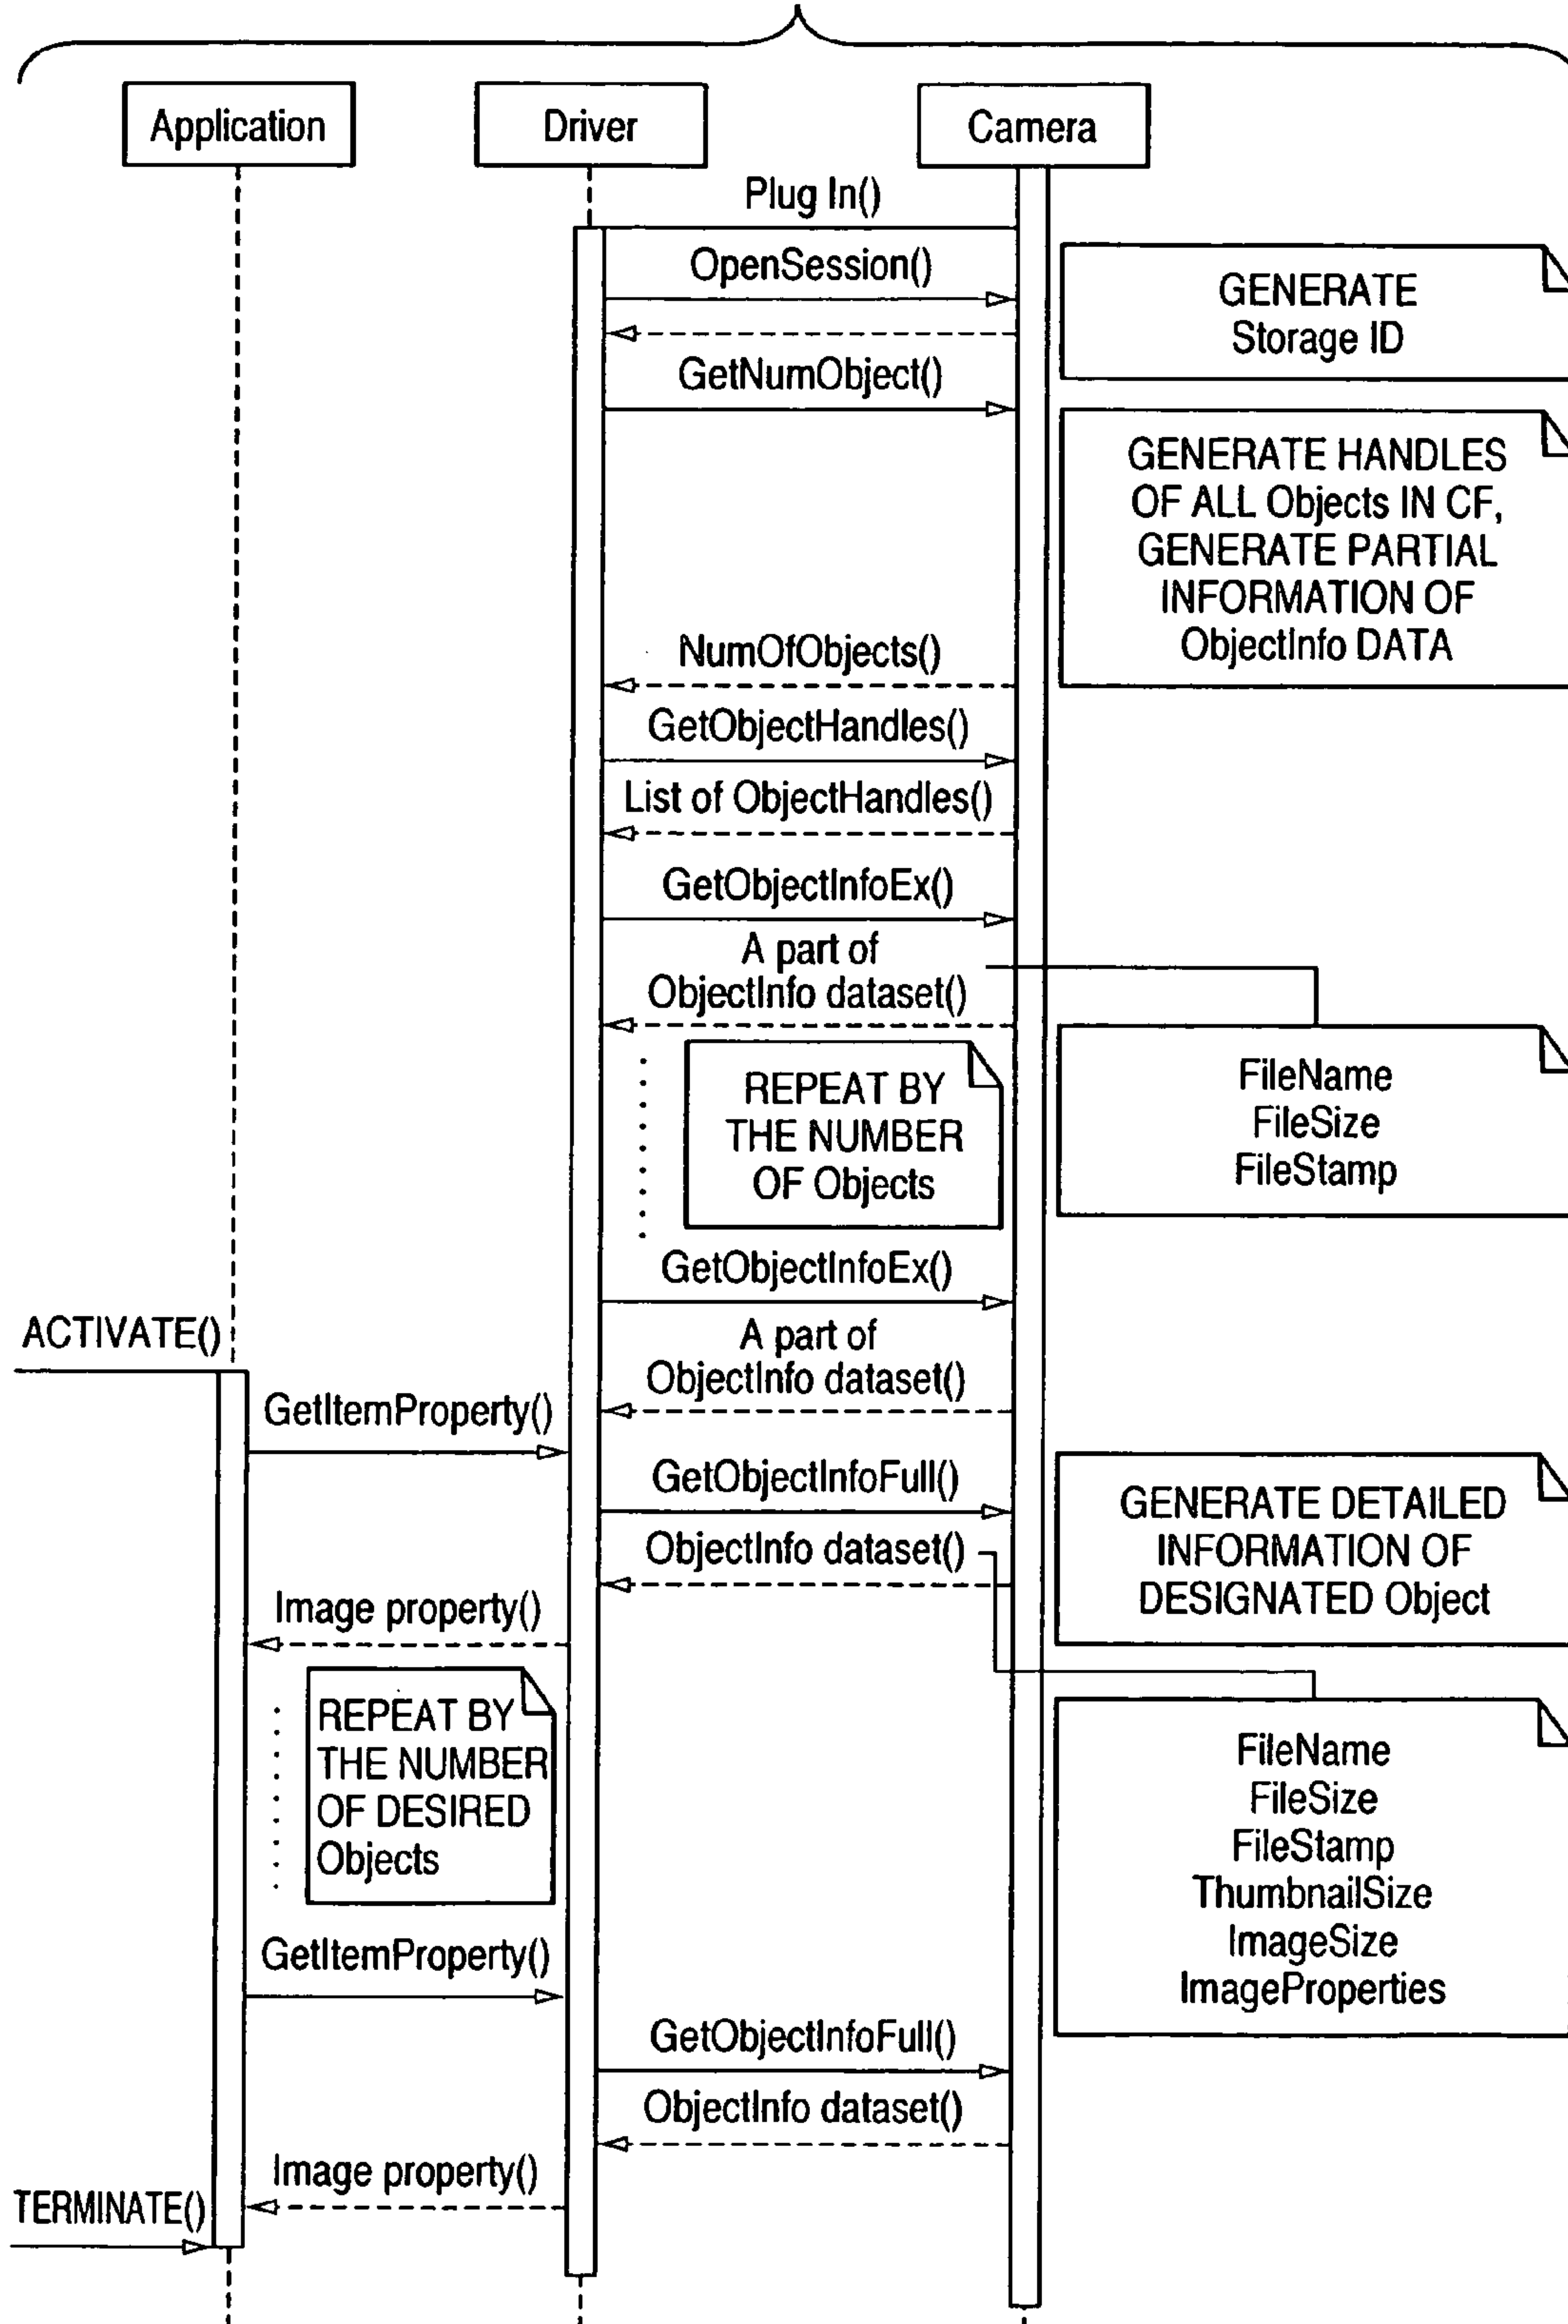 Application
Driver
Camera
Plug In()
OpenSession()
GENERATE
Storage ID
GetNumObject()
GENERATE HANDLES
OF ALL Objects IN CF,
GENERATE PARTIAL
INFORMATION OF
ObjectInfo DATA
NumOfObjects()
GetObjectHandles()
List of ObjectHandles()
GetObjectInfoEx()
A part of
ObjectInfo dataset()
FileName
FileSize
FileStamp
REPEAT BY
THE NUMBER
OF Objects
GetObjectInfoEx()
ACTIVATE()
A part of
ObjectInfo dataset()
GetItemProperty()
GetObjectInfoFull()
GENERATE DETAILED
INFORMATION OF
DESIGNATED Object
ObjectInfo dataset()
Image property()
REPEAT BY
THE NUMBER
OF DESIRED
Objects
FileName
FileSize
FileStamp
ThumbnailSize
ImageSize
ImageProperties
GetItemProperty()
GetObjectInfoFull()
ObjectInfo dataset()
Image property()
TERMINATE()